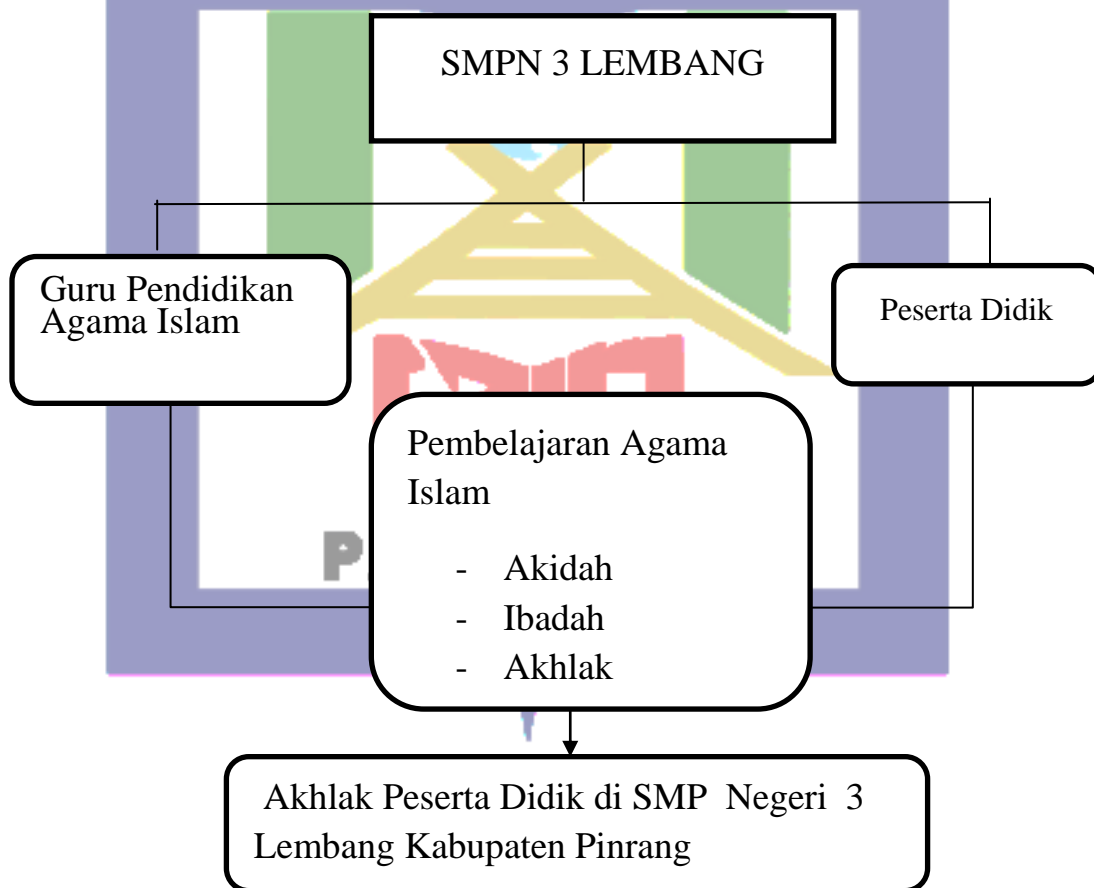 SMPN 3 LEMBANG
Guru Pendidikan
Agama Islam
Peserta Didik
Pembelajaran Agama
Islam
- Akidah
- Ibadah
- Akhlak
Akhlak Peserta Didik di SMP Negeri 3
Lembang Kabupaten Pinrang